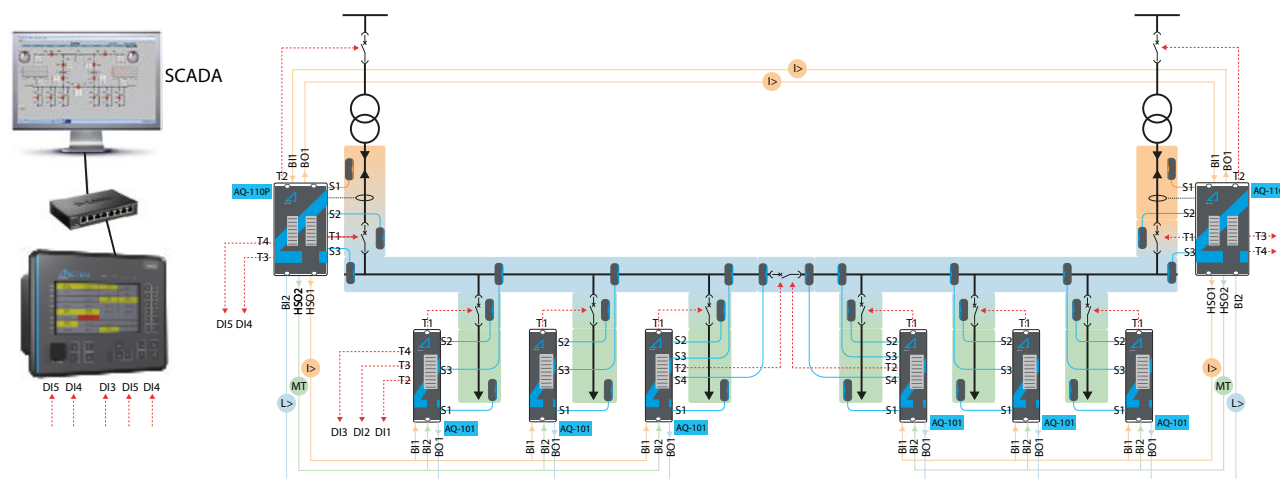 SCADA
I>
I>
T2
BI1
BO1
AQ-110P
S1
S2
T1
S3
T4
T3
DI5 DI4
BI2
HSO2
HSO1
I>
MT
L>
BI1
BO1
T2
S1
AQ-110
S2
T1
S3
T3
T4
HSO1
HSO2
BI2
I>
MT
L>
T1
S2
T4
T3
S3
T2
S1
DI3 DI2 DI1
AQ-101
BI1
BI2
BO1
T1
S2
S3
S1
AQ-101
BI1
BI2
BO1
T1
S2
S3
T2
S4
S1
AQ-101
BI1
BI2
BO1
T1
S2
S3
T2
S4
S1
AQ-101
BI1
BI2
BO1
T1
S2
S3
S1
AQ-101
BI1
BI2
BO1
T1
S2
S3
S1
AQ-101
BI1
BI2
BO1
DI5 DI4 DI3 DI5 DI4